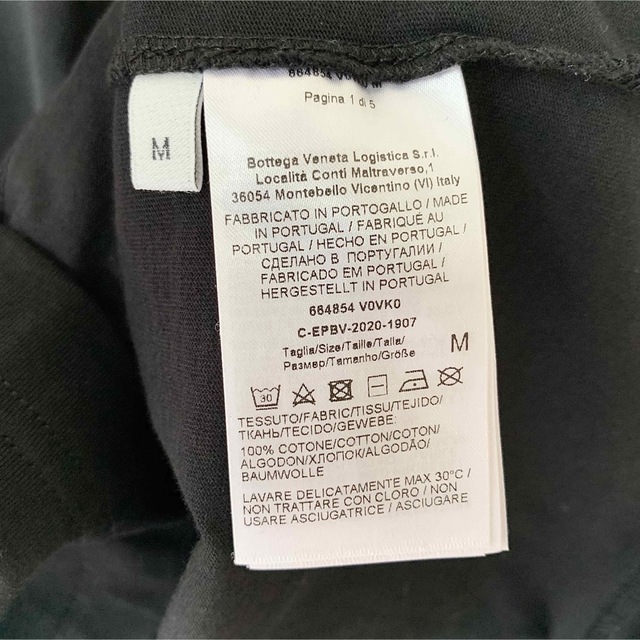 664854 V0VK0 M
Pagina 1 di 5
M
Bottega Veneta Logistica S.r.l.
Località Conti Maltraverso,1
36054 Montebello Vicentino (VI) Italy
FABBRICATO IN PORTOGALLO / MADE
IN PORTUGAL / FABRIQUÉ AU
PORTUGAL / HECHO EN PORTUGAL /
СДЕЛАНО В ПОРТУГАЛИИ /
FABRICADO EM PORTUGAL /
HERGESTELLT IN PORTUGAL
664854 V0VK0
C-EPBV-2020-1907
Taglia/Size/Taille/Talla/
Размер/Tamanho/Größe
M
30
TESSUTO/FABRIC/TISSU/TEJIDO/
ТКАНЬ/TECIDO/GEWEBE:
100% COTONE/COTTON/COTON/
ALGODON/ХЛОПОК/ALGODÃO/
BAUMWOLLE
LAVARE DELICATAMENTE MAX 30°C /
NON TRATTARE CON CLORO / NON
USARE ASCIUGATRICE / ASCIUGARE